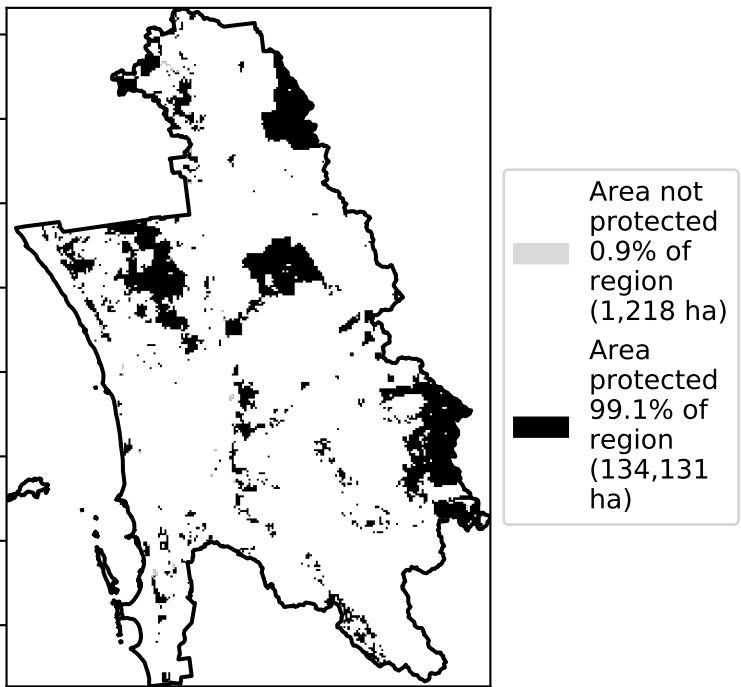 Area not
protected
0.9% of
region
(1,218 ha)
Area
protected
99.1% of
region
(134,131
ha)